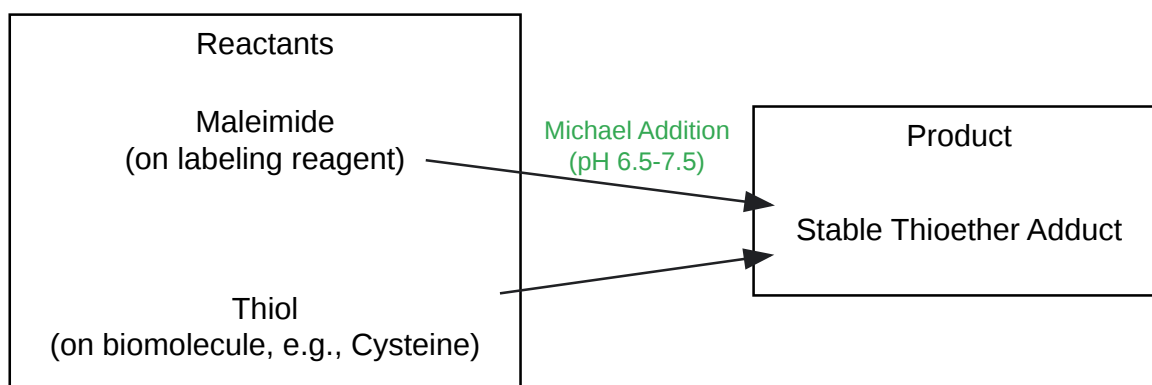 Reactants
Maleimide
(on labeling reagent)
Thiol
(on biomolecule, e.g., Cysteine)
Michael Addition
(pH 6.5-7.5)
Product
Stable Thioether Adduct